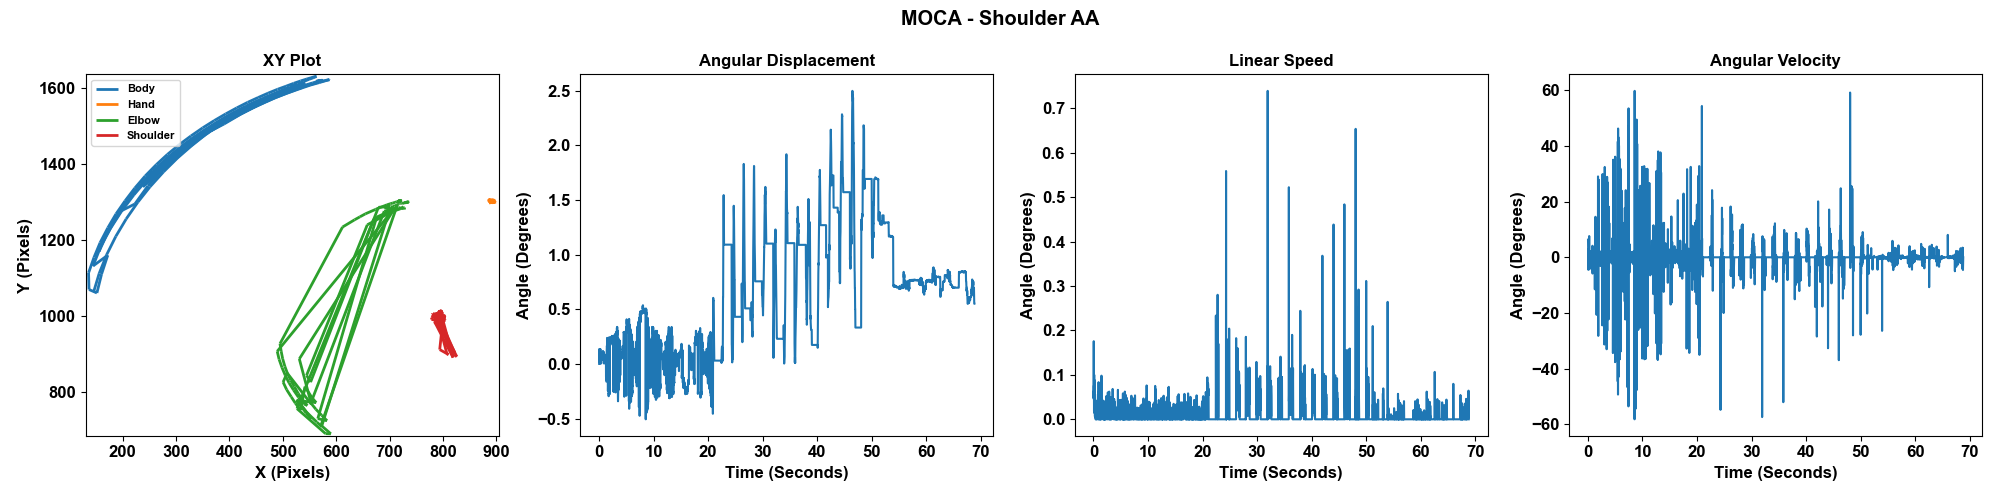 MOCA - Shoulder AA
XY Plot
Y (Pixels)
1600
1400
1200
1000
800
Body
Hand
Elbow
Shoulder
200 300 400 500 600 700 800 900
X (Pixels)
Angular Displacement
Angle (Degrees)
2.5
2.0
1.5
1.0
0.5
0.0
−0.5
0 10 20 30 40 50 60 70
Time (Seconds)
Linear Speed
Angle (Degrees)
0.7
0.6
0.5
0.4
0.3
0.2
0.1
0.0
0 10 20 30 40 50 60 70
Time (Seconds)
Angular Velocity
Angle (Degrees)
60
40
20
0
−20
−40
−60
0 10 20 30 40 50 60 70
Time (Seconds)